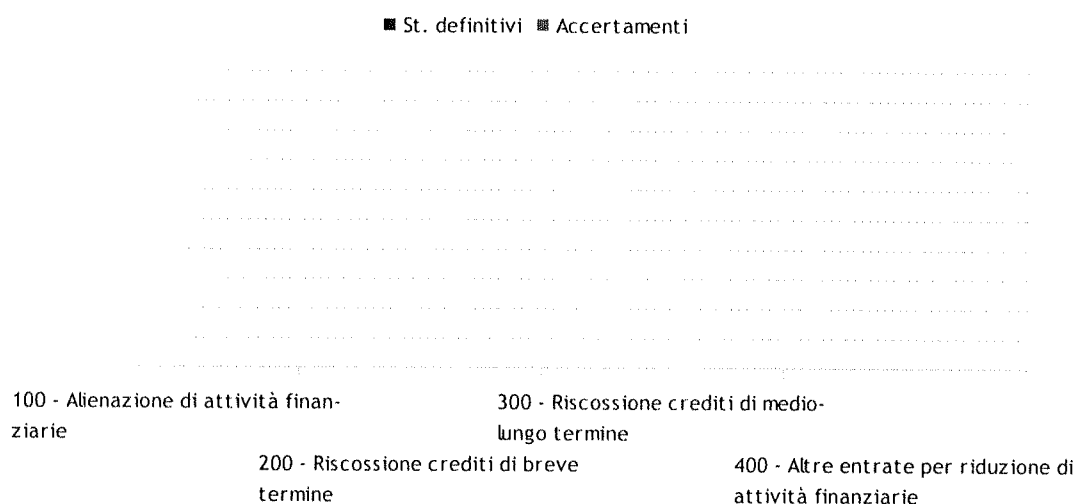 ■ St. definitivi ■ Accertamenti
100 - Alienazione di attività finan-
ziarie
200 - Riscossione crediti di breve
termine
300 - Riscossione crediti di medio-
lungo termine
400 - Altre entrate per riduzione di
attività finanziarie